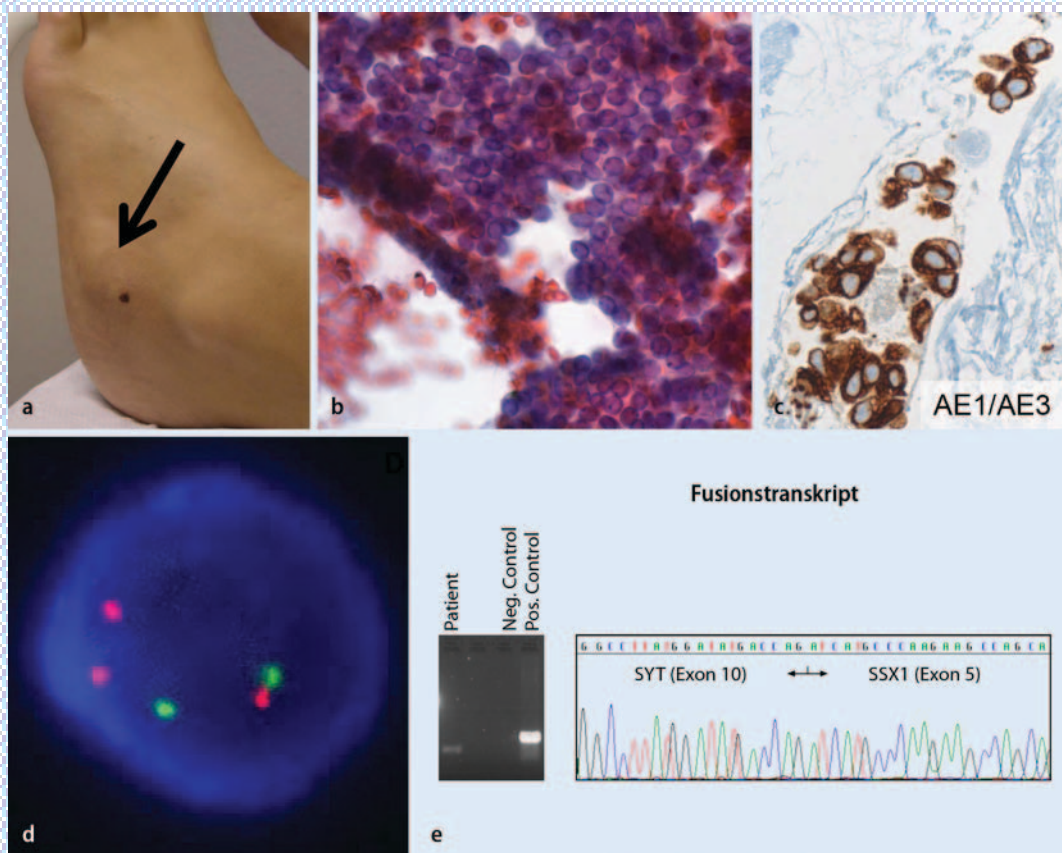 a
b
c
AE1/AE3
D
d
Fusionstranskript
Patient
Neg. Control
Pos. Control
G G C C T T A T G G A T A T G A C C A G A T C A T G C C C A A G A A G C C A G C A
SYT (Exon 10)
SSX1 (Exon 5)
e